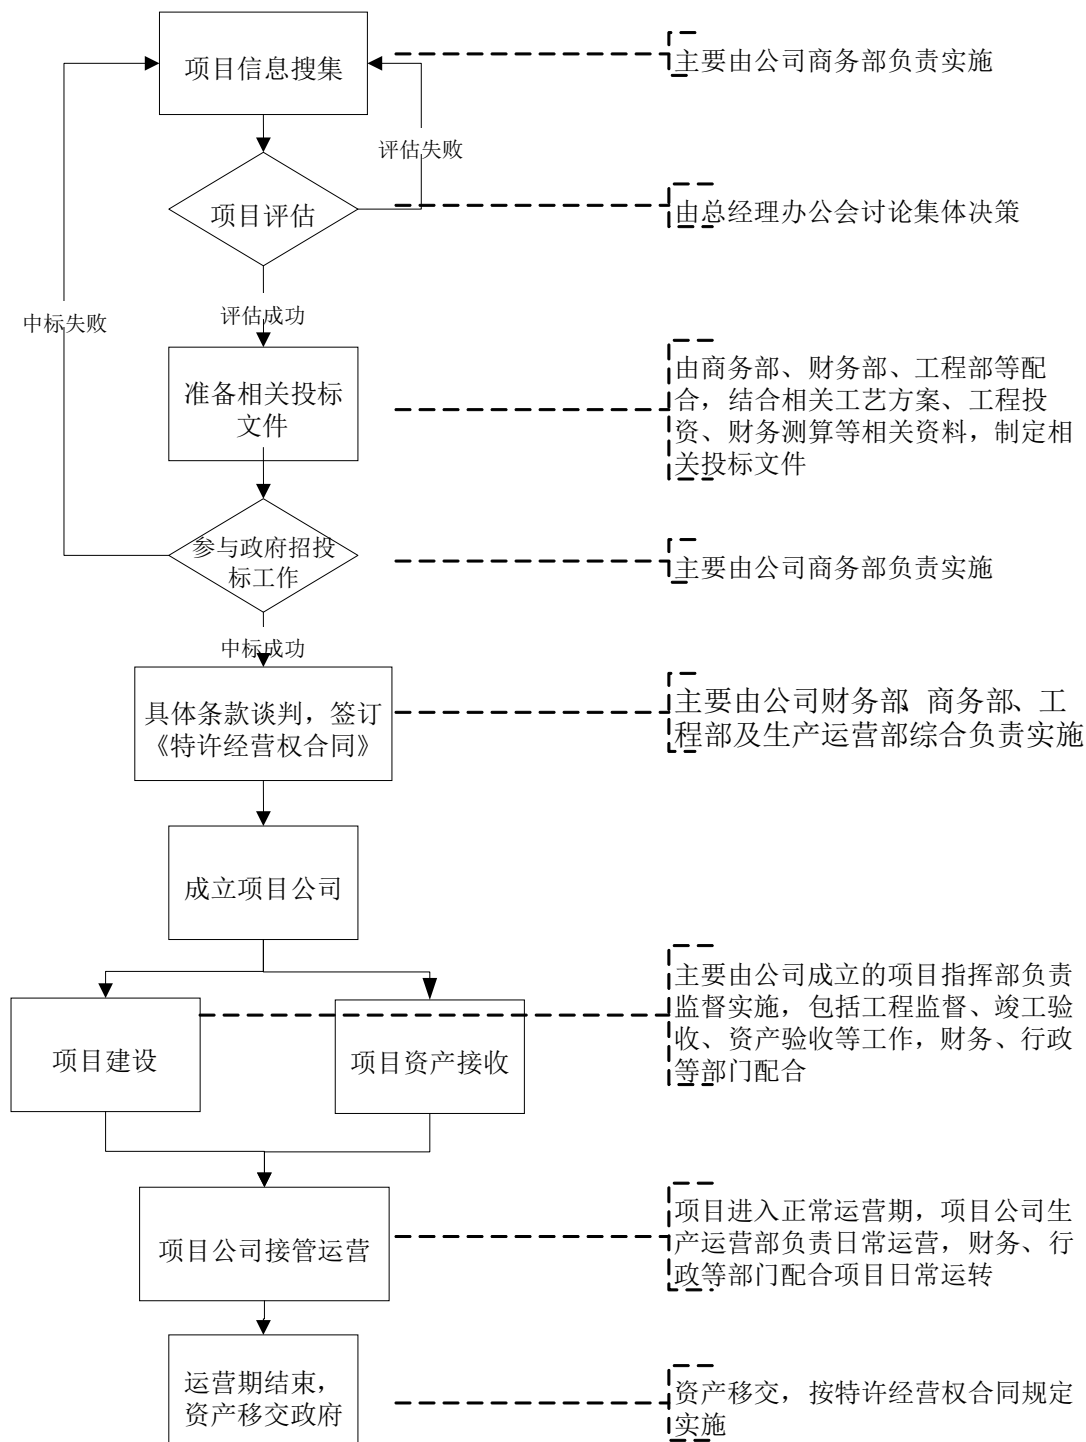 项目信息搜集
主要由公司商务部负责实施
评估失败
项目评估
由总经理办公会讨论集体决策
中标失败
评估成功
准备相关投标
文件
由商务部、财务部、工程部等配
合，结合相关工艺方案、工程投
资、财务测算等相关资料，制定相
关投标文件
参与政府招投
标工作
主要由公司商务部负责实施
中标成功
具体条款谈判，签订
《特许经营权合同》
主要由公司财务部、商务部、工
程部及生产运营部综合负责实施
成立项目公司
项目建设
项目资产接收
主要由公司成立的项目指挥部负责
监督实施，包括工程监督、竣工验
收、资产验收等工作，财务、行政
等部门配合
项目公司接管运营
项目进入正常运营期，项目公司生
产运营部负责日常运营，财务、行
政等部门配合项目日常运转
运营期结束，
资产移交政府
资产移交，按特许经营权合同规定
实施